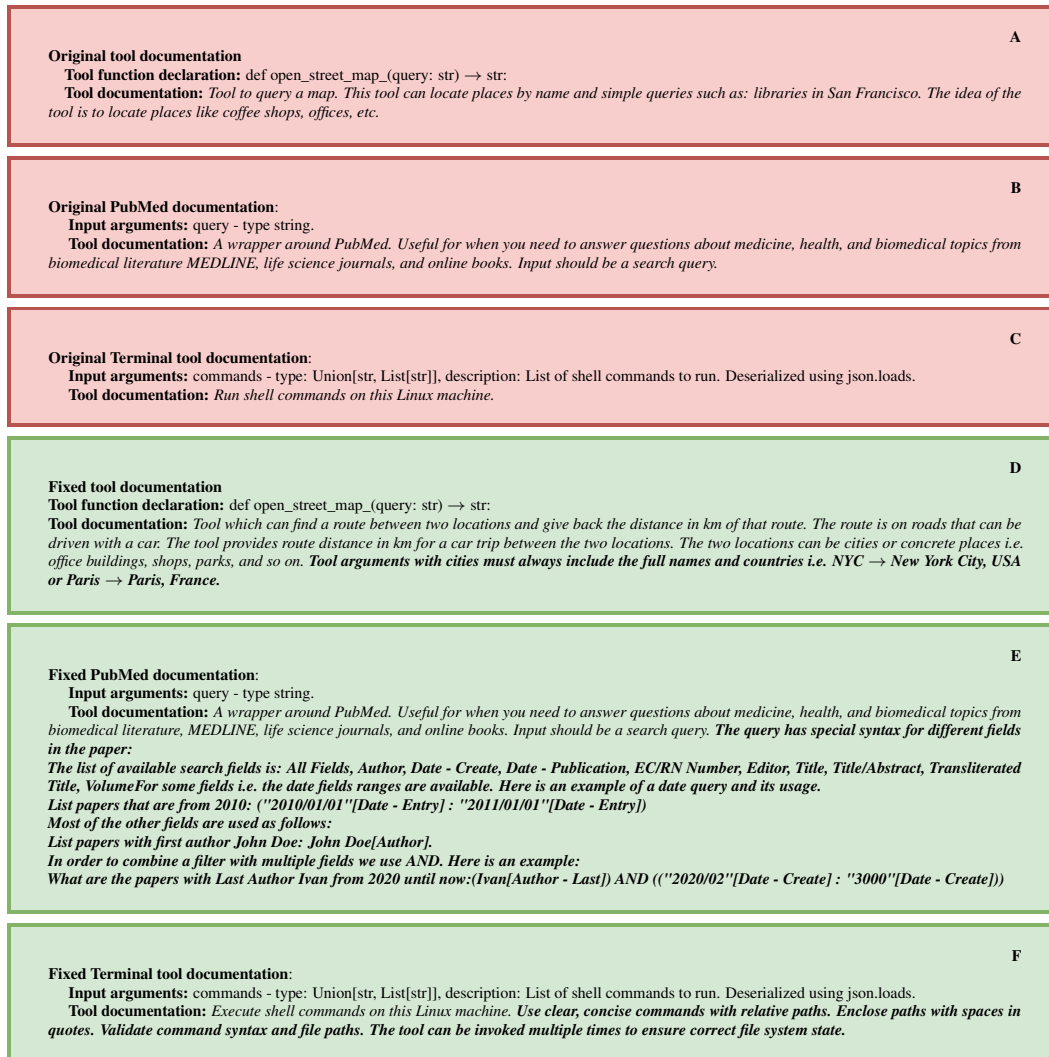 A
Original tool documentation
Tool function declaration: def open_street_map_(query: str) → str:
Tool documentation: Tool to query a map. This tool can locate places by name and simple queries such as: libraries in San Francisco. The idea of the
tool is to locate places like coffee shops, offices, etc.
B
Original PubMed documentation:
Input arguments: query - type string.
Tool documentation: A wrapper around PubMed. Useful for when you need to answer questions about medicine, health, and biomedical topics from
biomedical literature MEDLINE, life science journals, and online books. Input should be a search query.
C
Original Terminal tool documentation:
Input arguments: commands - type: Union[str, List[str]], description: List of shell commands to run. Deserialized using json.loads.
Tool documentation: Run shell commands on this Linux machine.
D
Fixed tool documentation
Tool function declaration: def open_street_map_(query: str) → str:
Tool documentation: Tool which can find a route between two locations and give back the distance in km of that route. The route is on roads that can be
driven with a car. The tool provides route distance in km for a car trip between the two locations. The two locations can be cities or concrete places i.e.
office buildings, shops, parks, and so on. Tool arguments with cities must always include the full names and countries i.e. NYC → New York City, USA
or Paris → Paris, France.
E
Fixed PubMed documentation:
Input arguments: query - type string.
Tool documentation: A wrapper around PubMed. Useful for when you need to answer questions about medicine, health, and biomedical topics from
biomedical literature, MEDLINE, life science journals, and online books. Input should be a search query. The query has special syntax for different fields
in the paper:
The list of available search fields is: All Fields, Author, Date - Create, Date - Publication, EC/RN Number, Editor, Title, Title/Abstract, Transliterated
Title, VolumeFor some fields i.e. the date fields ranges are available. Here is an example of a date query and its usage.
List papers that are from 2010: ("2010/01/01"[Date - Entry] : "2011/01/01"[Date - Entry])
Most of the other fields are used as follows:
List papers with first author John Doe: John Doe[Author].
In order to combine a filter with multiple fields we use AND. Here is an example:
What are the papers with Last Author Ivan from 2020 until now:(Ivan[Author - Last]) AND (("2020/02"[Date - Create] : "3000"[Date - Create]))
F
Fixed Terminal tool documentation:
Input arguments: commands - type: Union[str, List[str]], description: List of shell commands to run. Deserialized using json.loads.
Tool documentation: Execute shell commands on this Linux machine. Use clear, concise commands with relative paths. Enclose paths with spaces in
quotes. Validate command syntax and file paths. The tool can be invoked multiple times to ensure correct file system state.